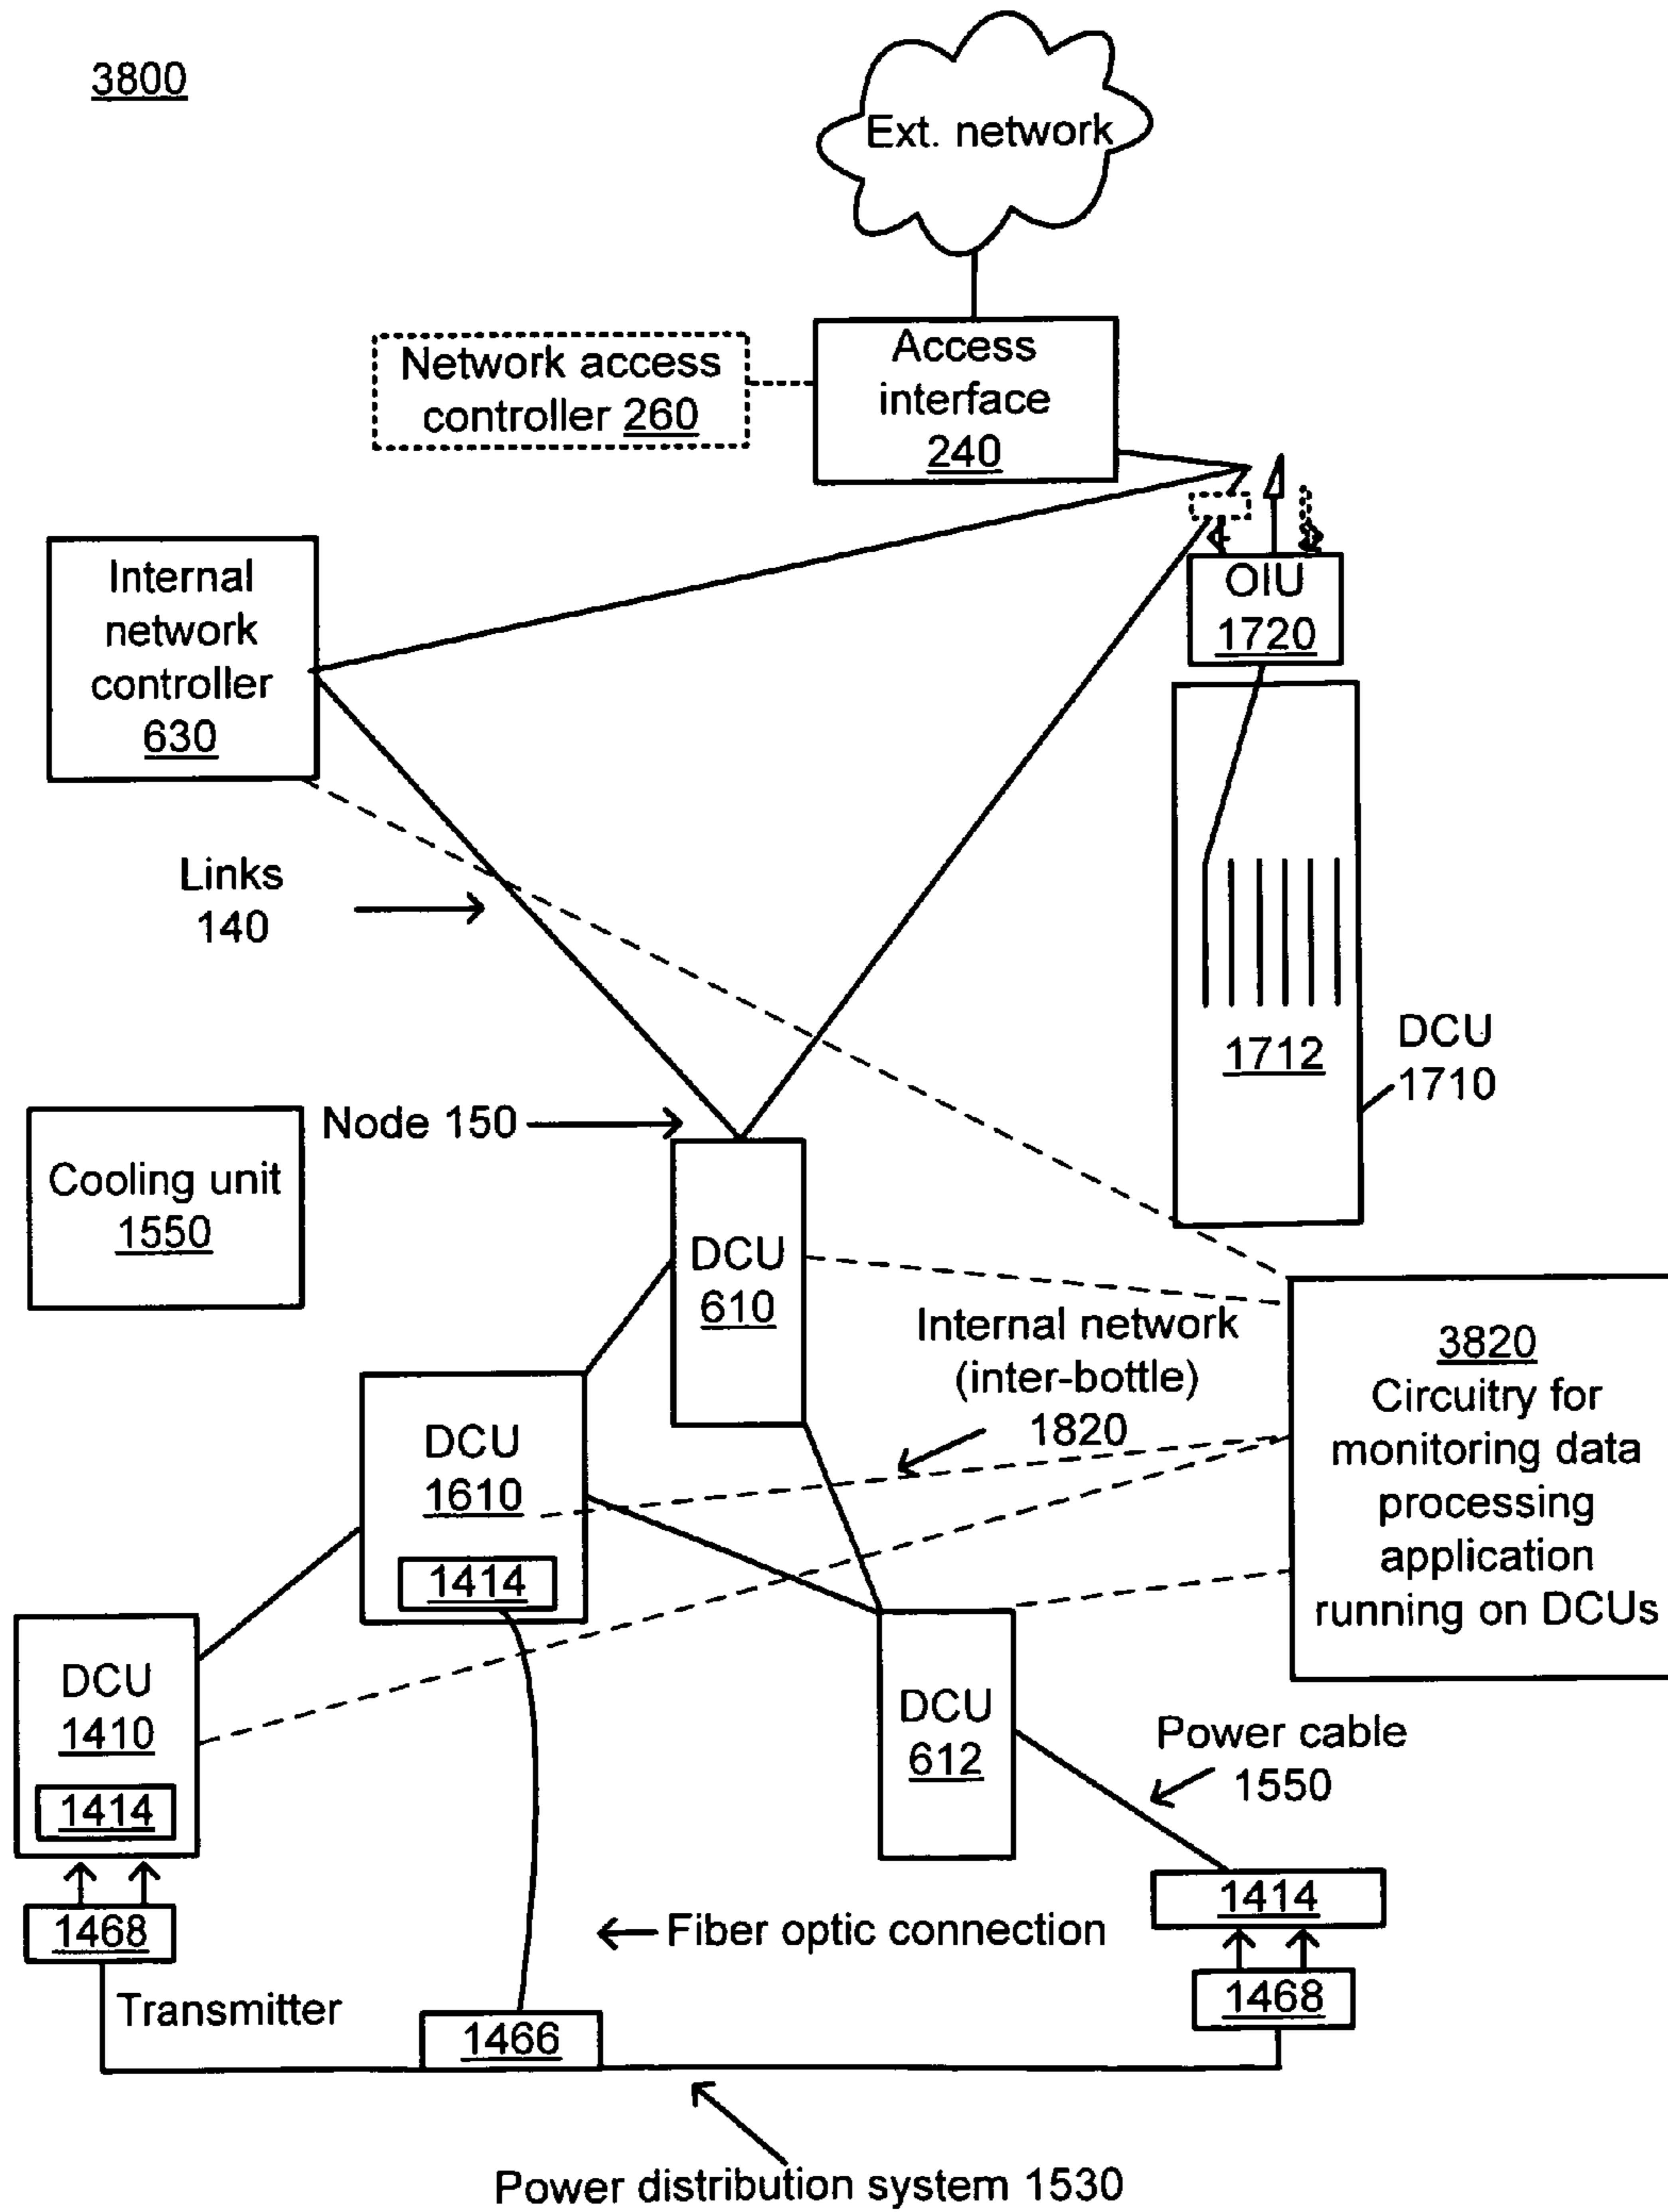 3800
Ext. network
Network access
controller 260
Access
interface
240
Internal
network
controller
630
OIU
1720
Links
140
1712
DCU
1710
Node 150
Cooling unit
1550
DCU
610
Internal network
(inter-bottle)
1820
3820
Circuitry for
monitoring data
processing
application
running on DCUs
DCU
1610
1414
DCU
1410
1414
DCU
612
Power cable
1550
1414
1468
Fiber optic connection
1468
Transmitter
1466
Power distribution system 1530